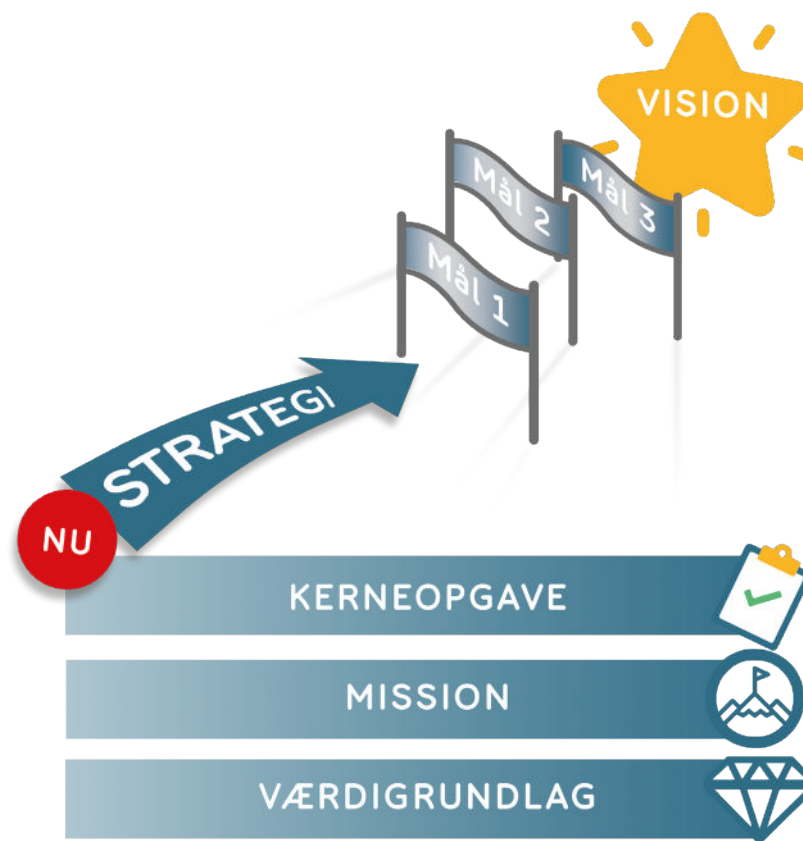 VISION
Mål 3
Mål 2
Mål 1
STRATEGI
NU
KERNEOPGAVE
MISSION
VÆRDIGRUNDLAG